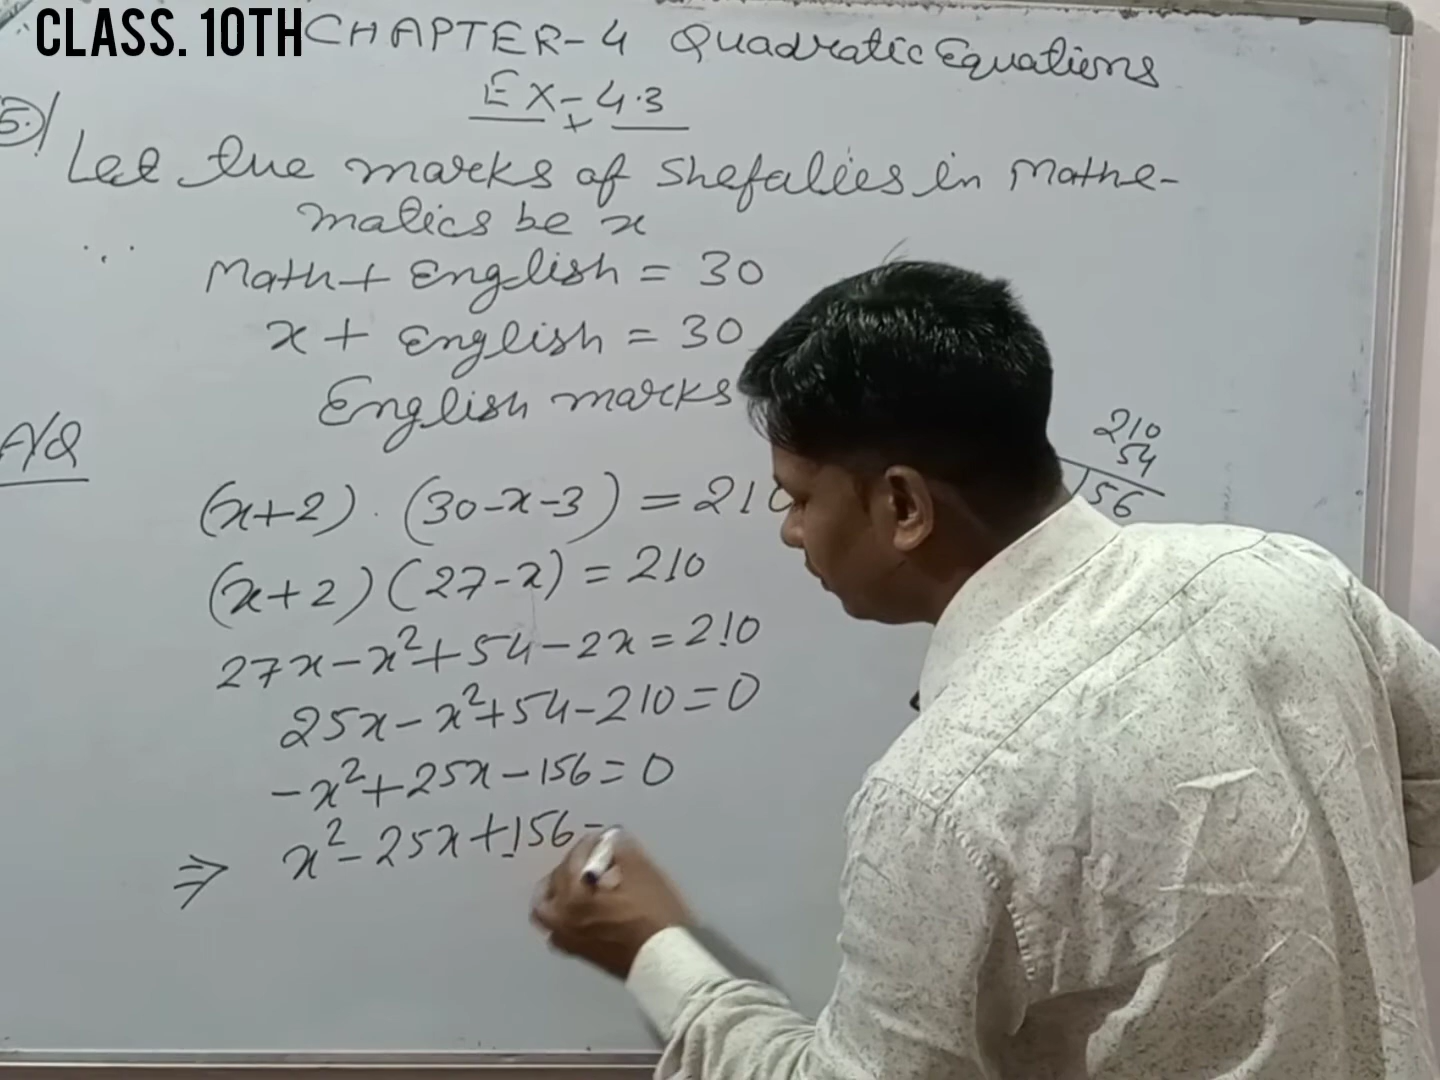 CLASS. 10TH CHAPTER-4 Quadratic Equations
EX-4.3
5.
Let the marks of Shefalies in Mathe-
matics be x
Math + English = 30
x + English = 30
English marks
A/Q
(x+2) . (30-x-3) = 210
(x+2) (27-x) = 210
27x - x² + 54 - 2x = 210
25x - x² + 54 - 210 = 0
-x² + 25x - 156 = 0
⇒ x² - 25x + 156 =
210
54
156